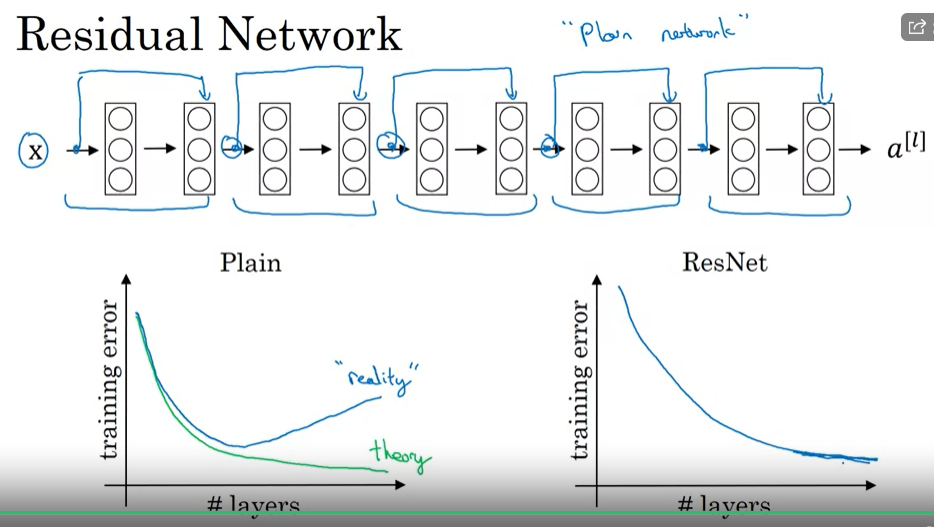 Residual Network
"Plain network"
x
a[l]
Plain
ResNet
training error
"reality"
theory
# layers
training error
# layers